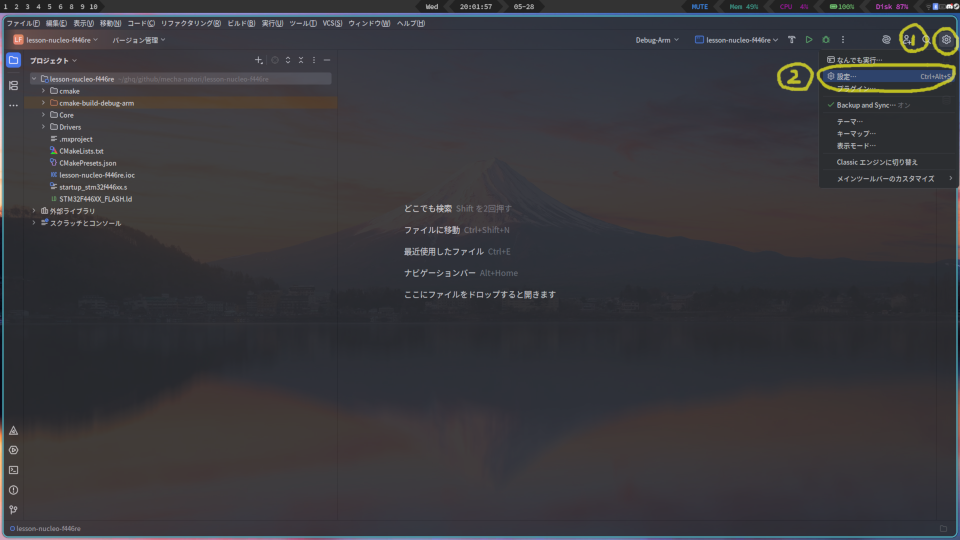 1 2 3 4 5 6 7 8 9 10 Wed 20:01:57 05-28 MUTE Mem 49% CPU 4% 100% Disk 87%
ファイル(F) 編集(E) 表示(V) 移動(N) コード(C) リファクタリング(R) ビルド(B) 実行(U) ツール(T) VCS(S) ウィンドウ(W) ヘルプ(H)
LF lesson-nucleo-f446re バージョン管理 Debug-Arm lesson-nucleo-f446re 1
プロジェクト
lesson-nucleo-f446re
cmake
cmake-build-debug-arm
Core
Drivers
.mxproject
CMakeLists.txt
CMakePresets.json
lesson-nucleo-f446re.ioc
startup_stm32f446xx.s
STM32F446XX_FLASH.ld
外部ライブラリ
スクラッチとコンソール
なんでも実行…
2 設定… Ctrl+Alt+S
プラグイン…
Backup and Sync… オン
テーマ…
キーマップ…
表示モード…
Classic エンジンに切り替え
メインツールバーのカスタマイズ
どこでも検索 Shift を2回押す
ファイルに移動 Ctrl+Shift+N
最近使用したファイル Ctrl+E
ナビゲーションバー Alt+Home
ここにファイルをドロップすると開きます
lesson-nucleo-f446re